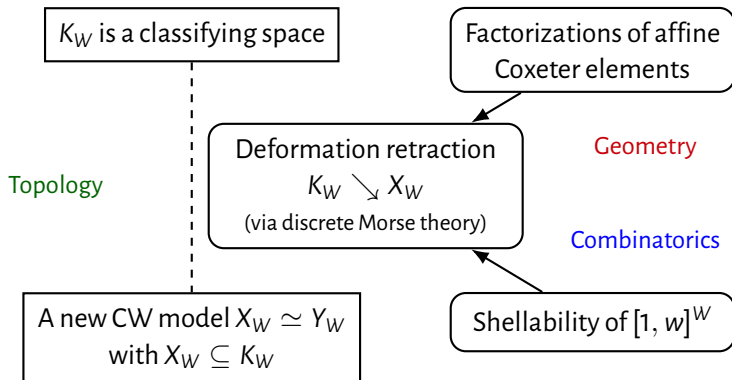 K_W is a classifying space
Factorizations of affine
Coxeter elements
Deformation retraction
K_W ↘ X_W
(via discrete Morse theory)
Geometry
Topology
Combinatorics
A new CW model X_W ≃ Y_W
with X_W ⊆ K_W
Shellability of [1, w]^W